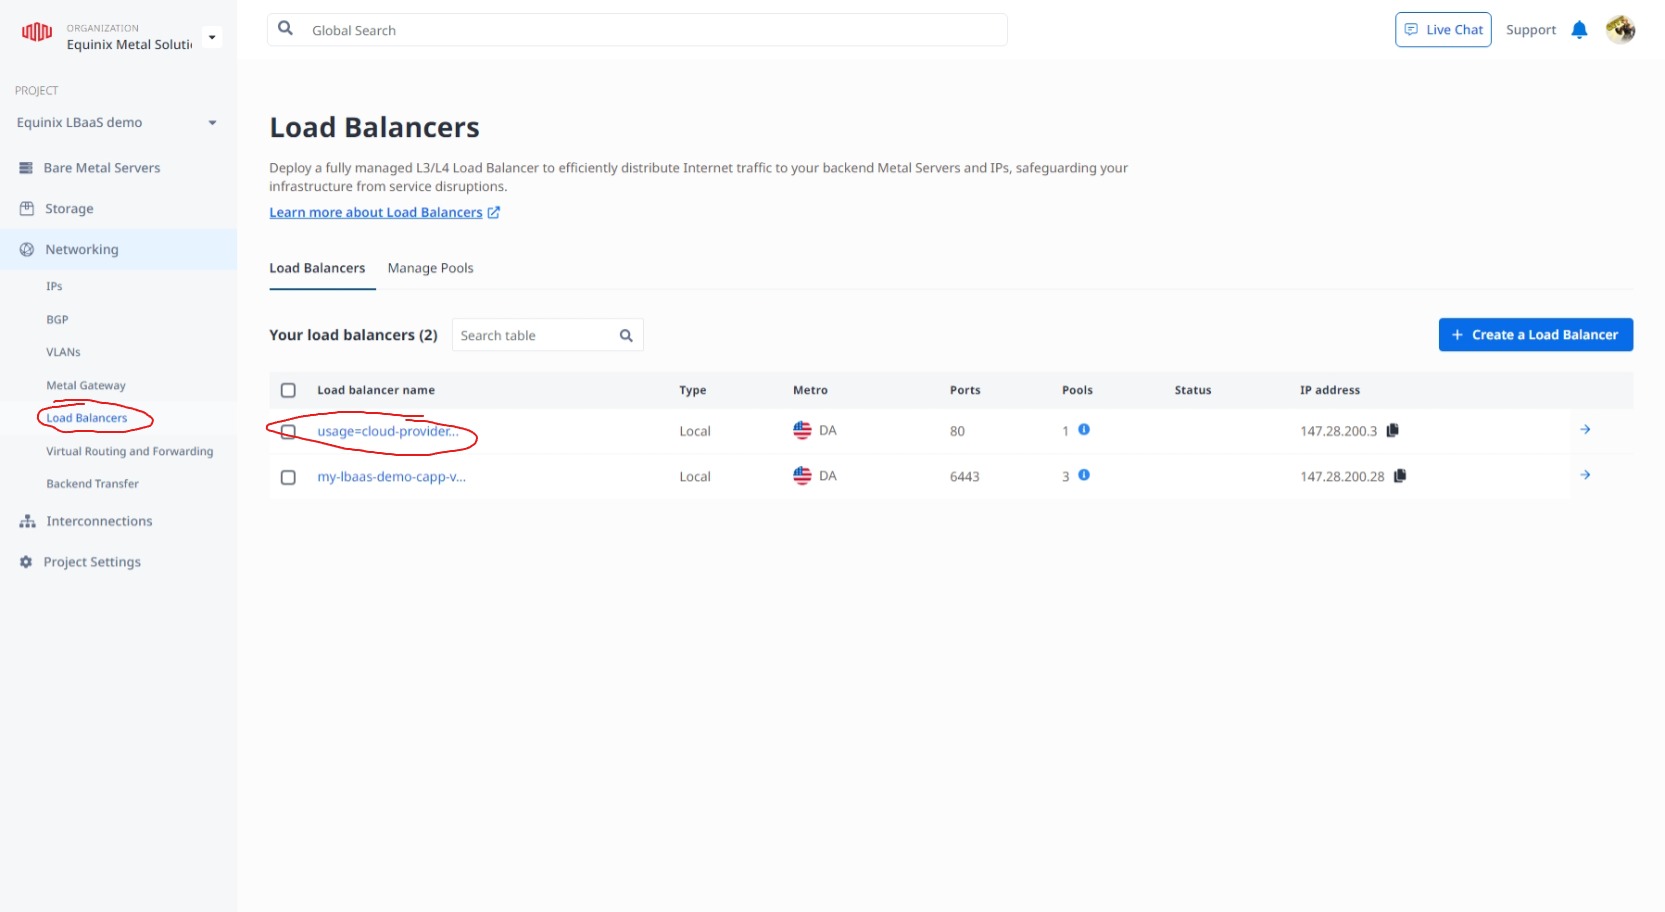 ORGANIZATION
Equinix Metal Soluti
Global Search
Live Chat
Support
PROJECT
Equinix LBaaS demo
Bare Metal Servers
Storage
Networking
IPs
BGP
VLANs
Metal Gateway
Load Balancers
Virtual Routing and Forwarding
Backend Transfer
Interconnections
Project Settings
Load Balancers
Deploy a fully managed L3/L4 Load Balancer to efficiently distribute Internet traffic to your backend Metal Servers and IPs, safeguarding your
infrastructure from service disruptions.
Learn more about Load Balancers
Load Balancers Manage Pools
Your load balancers (2) Search table + Create a Load Balancer
Load balancer name Type Metro Ports Pools Status IP address
usage=cloud-provider... Local DA 80 1 147.28.200.3
my-lbaas-demo-capp-v... Local DA 6443 3 147.28.200.28